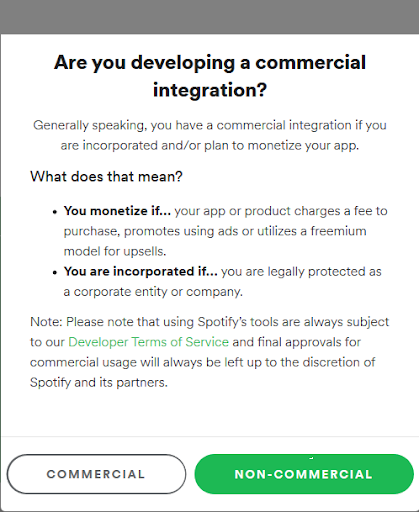 Are you developing a commercial
integration?
Generally speaking, you have a commercial integration if you
are incorporated and/or plan to monetize your app.
What does that mean?
• You monetize if... your app or product charges a fee to
purchase, promotes using ads or utilizes a freemium
model for upsells.
• You are incorporated if... you are legally protected as
a corporate entity or company.
Note: Please note that using Spotify's tools are always subject
to our Developer Terms of Service and final approvals for
commercial usage will always be left up to the discretion of
Spotify and its partners.
COMMERCIAL
NON-COMMERCIAL